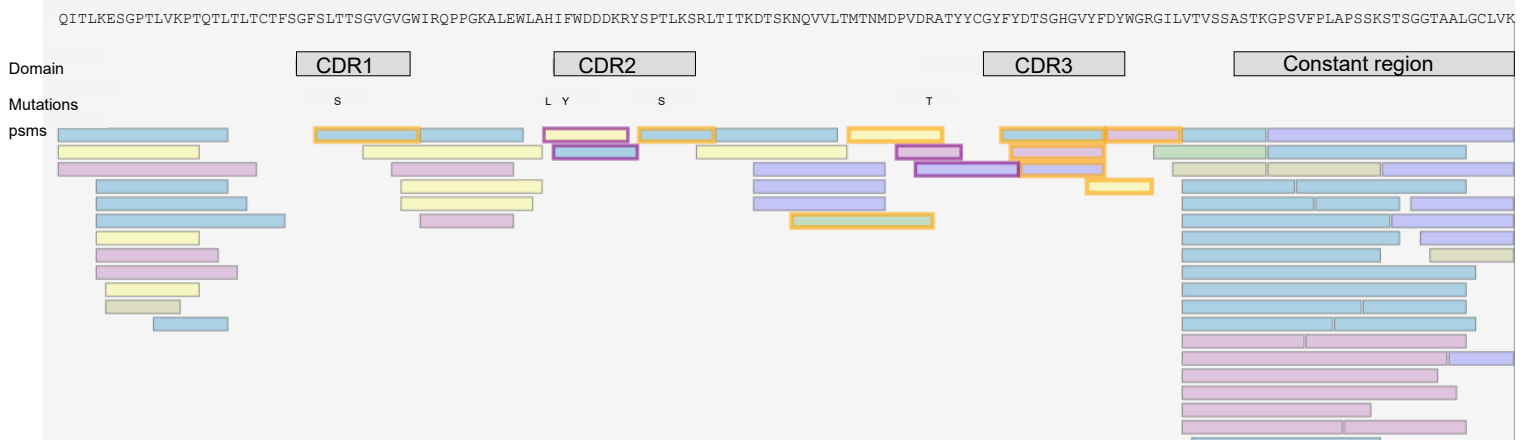 QITLKESGPTLVKPTQTLTLTCTFSGFSLTTSGVGVGWIRQPPGKALEWLAHIFWDDDKRYSPTLKSRLTITKDTSKNQVVLTMTNMDPVDRATYYCGYFYDTSGHGVYFDYWGRGILVTVSSASTKGPSVFPLAPSSKSTSGGTAALGCLVK
Domain CDR1 CDR2 CDR3 Constant region
Mutations S L Y S T
psms